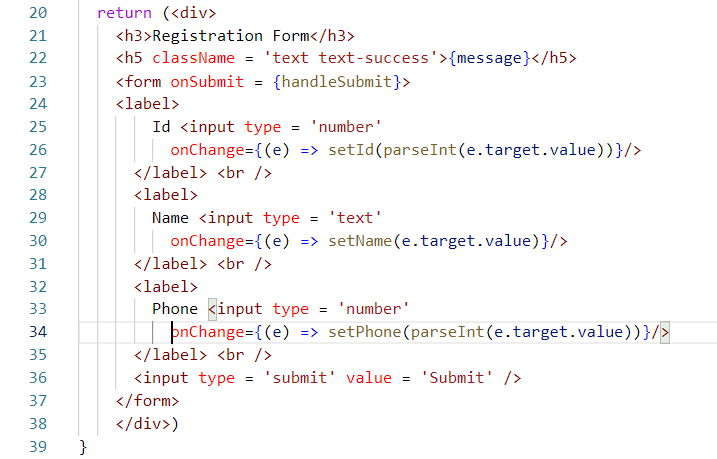 20 return (<div>
21 <h3>Registration Form</h3>
22 <h5 className = 'text text-success'>{message}</h5>
23 <form onSubmit = {handleSubmit}>
24 <label>
25 Id <input type = 'number'
26 onChange={(e) => setId(parseInt(e.target.value))}/>
27 </label> <br />
28 <label>
29 Name <input type = 'text'
30 onChange={(e) => setName(e.target.value)}/>
31 </label> <br />
32 <label>
33 Phone <input type = 'number'
34 onChange={(e) => setPhone(parseInt(e.target.value))}/>
35 </label> <br />
36 <input type = 'submit' value = 'Submit' />
37 </form>
38 </div>)
39 }